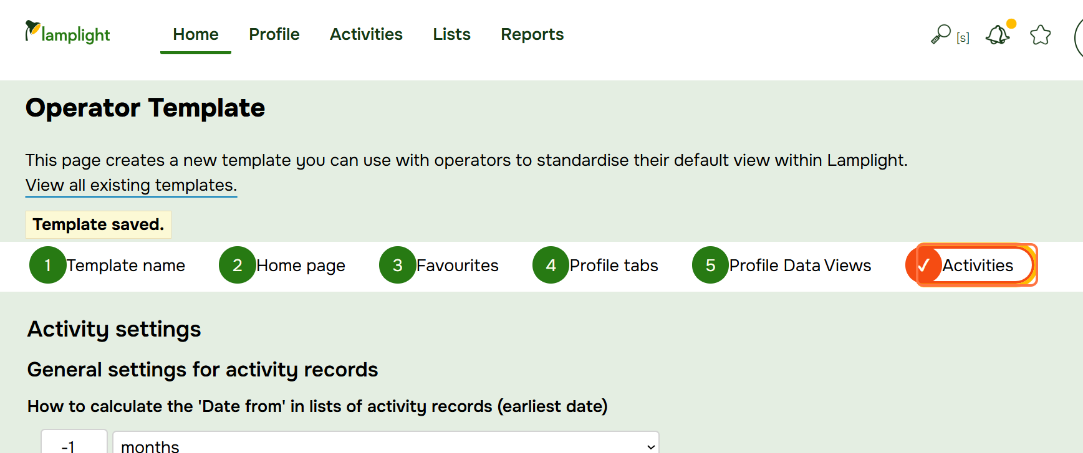 lamplight Home Profile Activities Lists Reports [s]
Operator Template
This page creates a new template you can use with operators to standardise their default view within Lamplight.
View all existing templates.
Template saved.
1 Template name 2 Home page 3 Favourites 4 Profile tabs 5 Profile Data Views ✓ Activities
Activity settings
General settings for activity records
How to calculate the 'Date from' in lists of activity records (earliest date)
-1 months